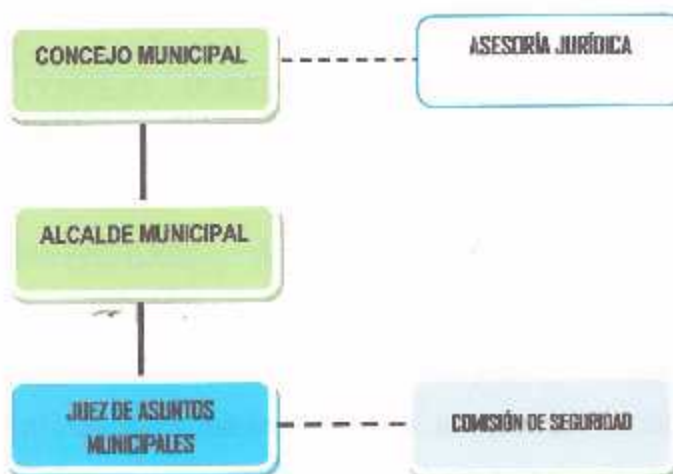 CONCEJO MUNICIPAL
ASESORÍA JURÍDICA
ALCALDE MUNICIPAL
JUEZ DE ASUNTOS
MUNICIPALES
COMISIÓN DE SEGURIDAD